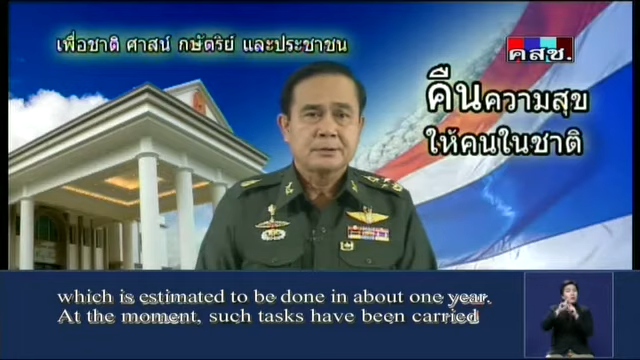 เพื่อชาติ ศาสน์ กษัตริย์ และประชาชน
คสช.
คืนความสุข
ให้คนในชาติ
which is estimated to be done in about one year.
At the moment, such tasks have been carried